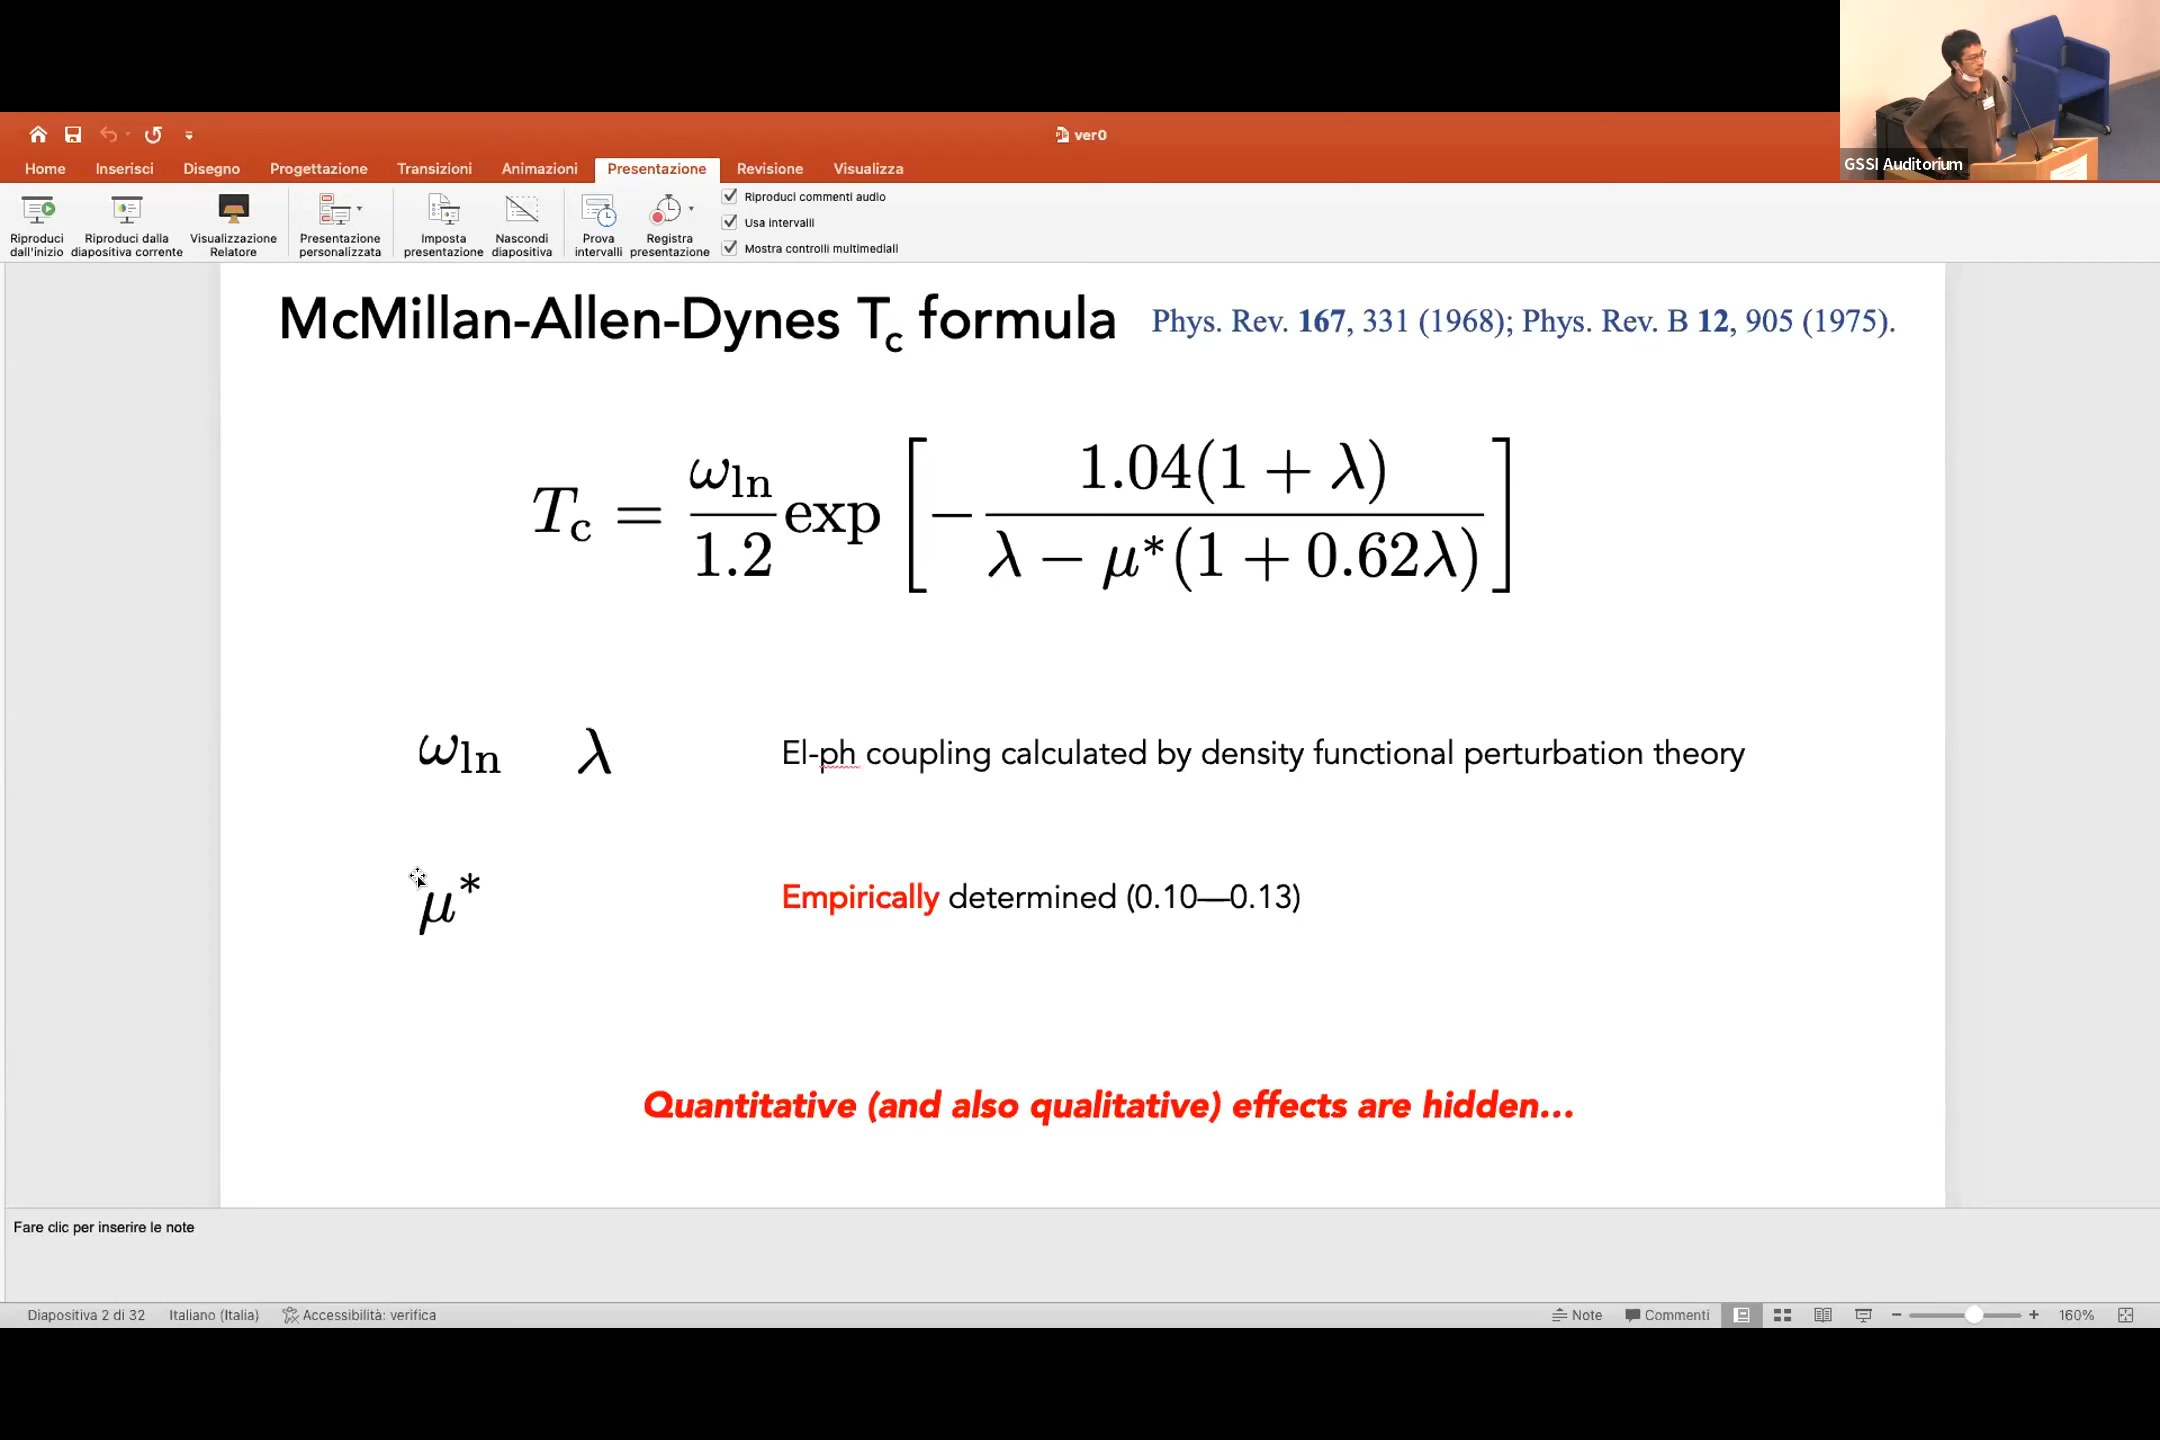 GSSI Auditorium
ver0
Home Inserisci Disegno Progettazione Transizioni Animazioni Presentazione Revisione Visualizza
Riproduci dall'inizio
Riproduci dalla diapositiva corrente
Visualizzazione Relatore
Presentazione personalizzata
Imposta presentazione
Nascondi diapositiva
Prova intervalli
Registra presentazione
Riproduci commenti audio
Usa intervalli
Mostra controlli multimediali
McMillan-Allen-Dynes T_c formula Phys. Rev. 167, 331 (1968); Phys. Rev. B 12, 905 (1975).
T_c = ω_ln/1.2 exp [ − 1.04(1 + λ) / λ − μ*(1 + 0.62λ) ]
ω_ln λ El-ph coupling calculated by density functional perturbation theory
μ* Empirically determined (0.10—0.13)
Quantitative (and also qualitative) effects are hidden...
Fare clic per inserire le note
Diapositiva 2 di 32 Italiano (Italia) Accessibilità: verifica Note Commenti 160%